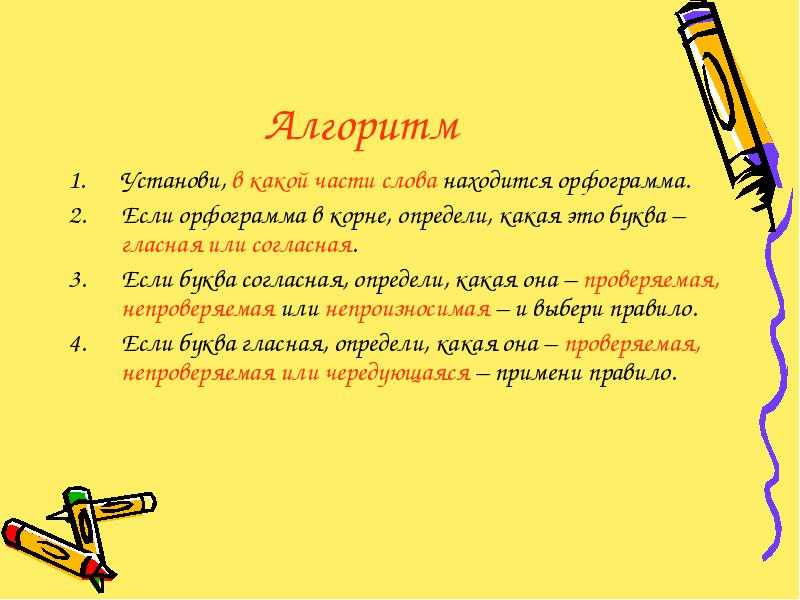 Алгоритм
1. Установи, в какой части слова находится орфограмма.
2. Если орфограмма в корне, определи, какая это буква –
гласная или согласная.
3. Если буква согласная, определи, какая она – проверяемая,
непроверяемая или непроизносимая – и выбери правило.
4. Если буква гласная, определи, какая она – проверяемая,
непроверяемая или чередующаяся – примени правило.